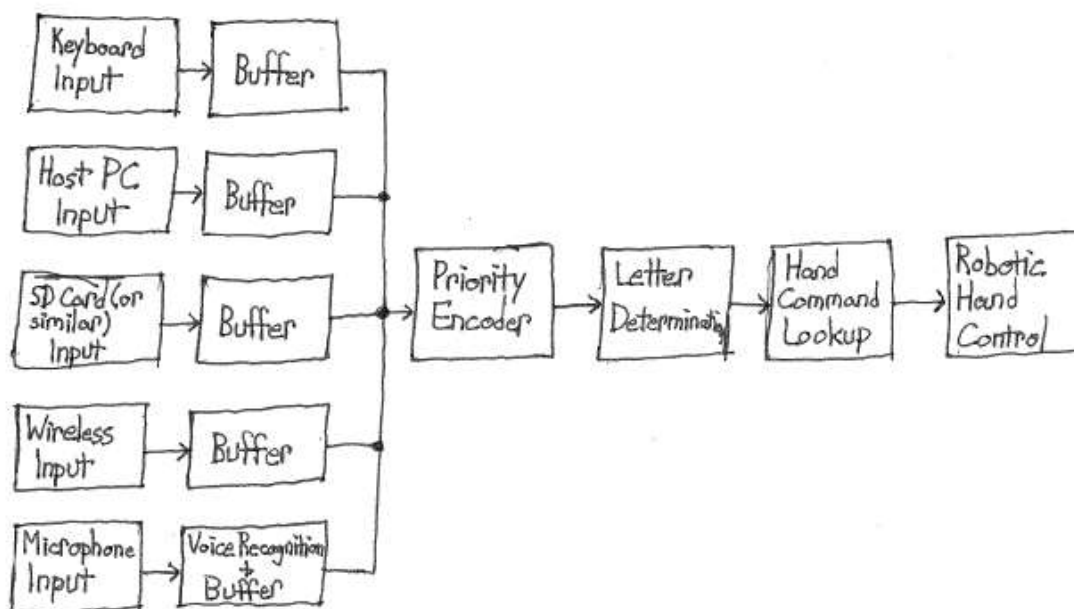 Keyboard
Input
Buffer
Host PC
Input
Buffer
SD Card (or
similar)
Input
Buffer
Wireless
Input
Buffer
Microphone
Input
Voice Recognition
+
Buffer
Priority
Encoder
Letter
Determination
Hand
Command
Lookup
Robotic
Hand
Control